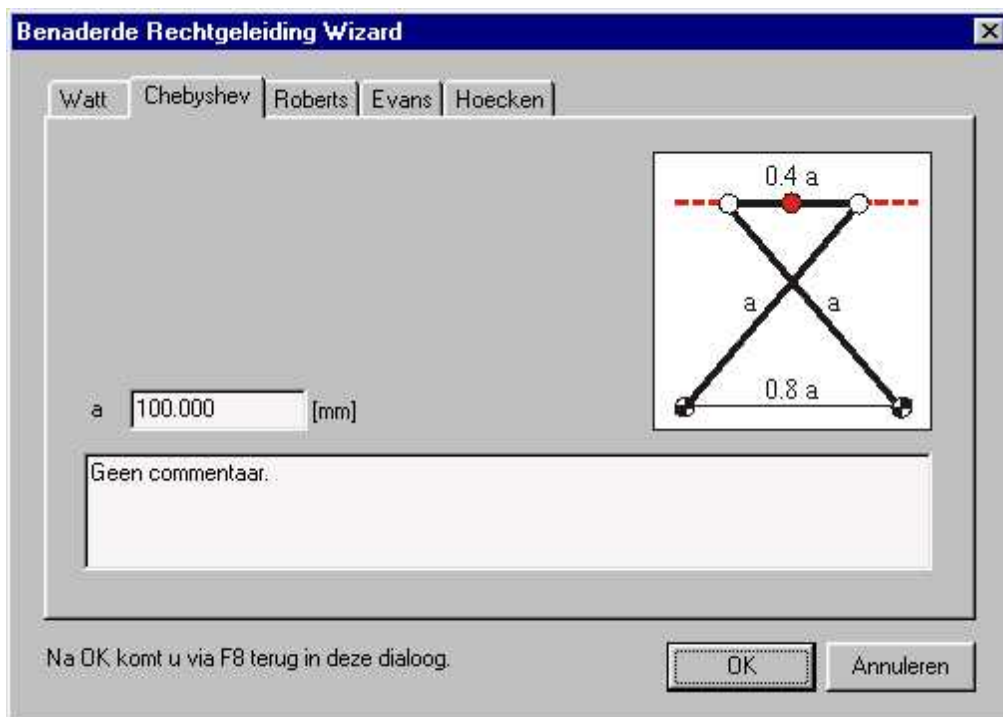 Benaderde Rechtgeleiding Wizard
Watt Chebyshev Roberts Evans Hoecken
0.4 a
a a
0.8 a
a 100.000 [mm]
Geen commentaar.
Na OK komt u via F8 terug in deze dialoog.
OK Annuleren